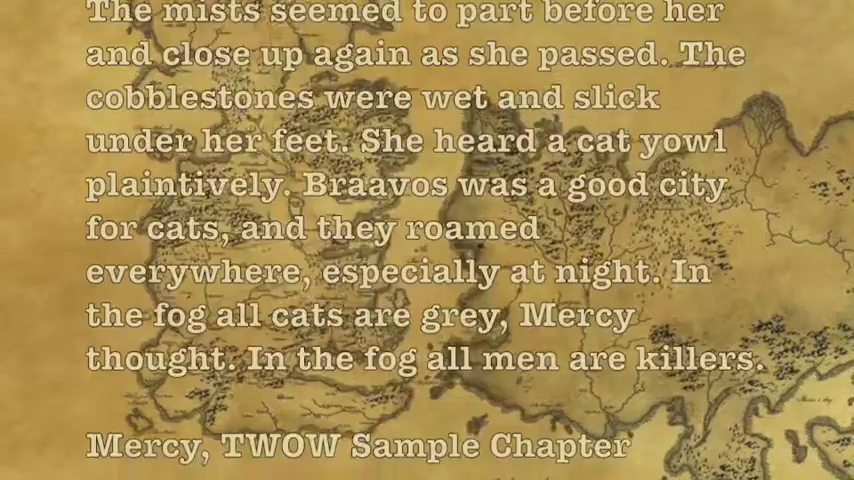 The mists seemed to part before her
and close up again as she passed. The
cobblestones were wet and slick
under her feet. She heard a cat yowl
plaintively. Braavos was a good city
for cats, and they roamed
everywhere, especially at night. In
the fog all cats are grey, Mercy
thought. In the fog all men are killers.
Mercy, TWOW Sample Chapter